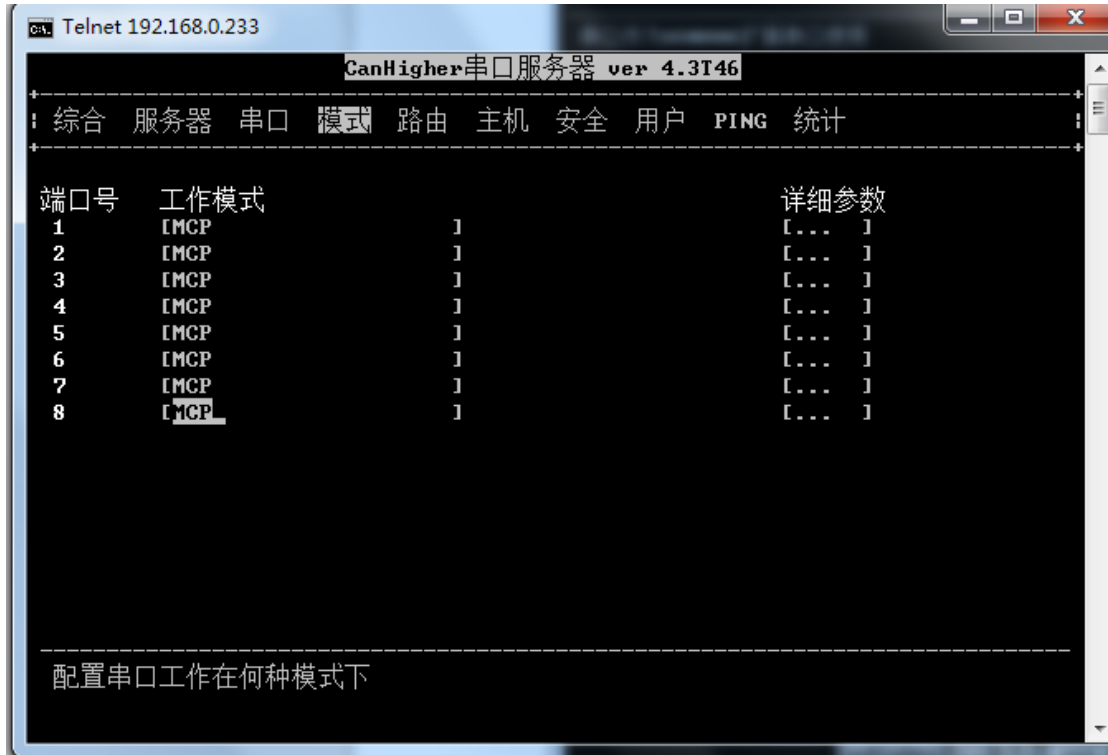 Telnet 192.168.0.233
CanHigher串口服务器 ver 4.3T46
综合 服务器 串口 模式 路由 主机 安全 用户 PING 统计
端口号 工作模式 详细参数
1 [MCP ] [... ]
2 [MCP ] [... ]
3 [MCP ] [... ]
4 [MCP ] [... ]
5 [MCP ] [... ]
6 [MCP ] [... ]
7 [MCP ] [... ]
8 [MCP_ ] [... ]
配置串口工作在何种模式下